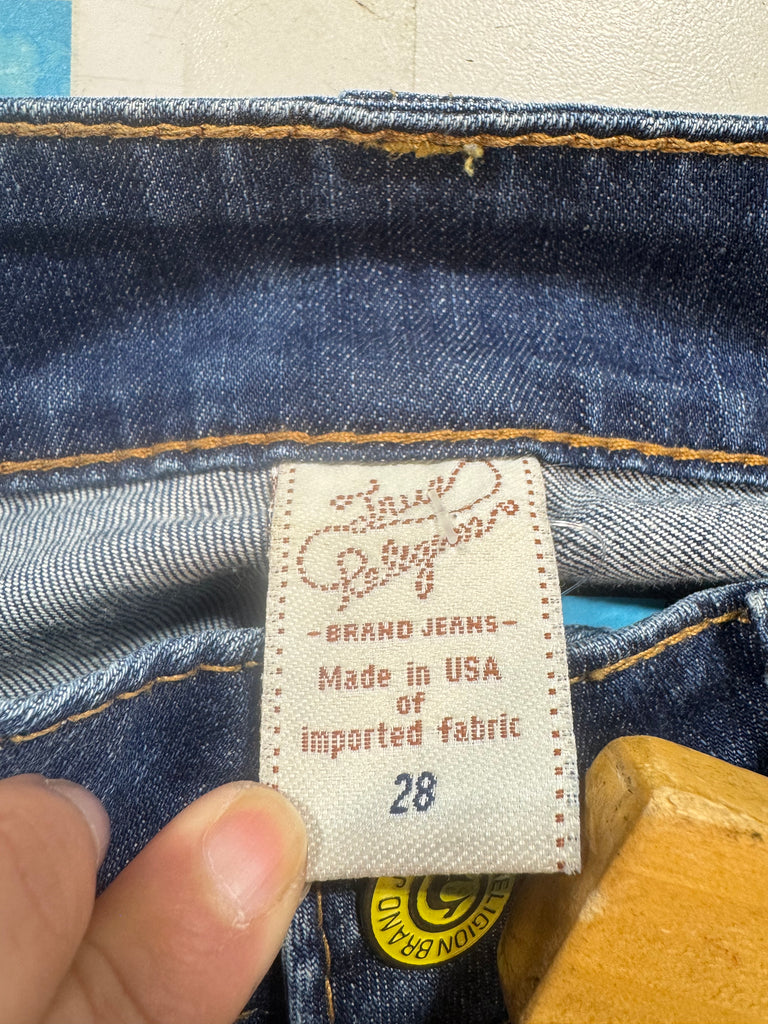 True
Religion
-BRAND JEANS-
Made in USA
of
imported fabric
28
RELIGION BRAND